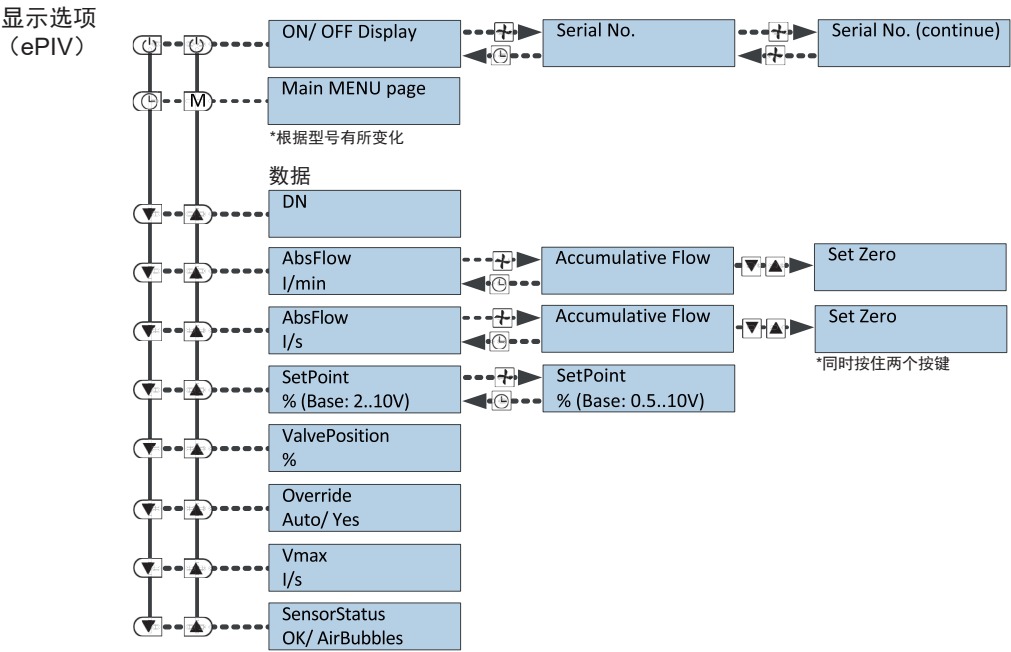 显示选项
（ePIV）
ON/ OFF Display
Serial No.
Serial No. (continue)
M
Main MENU page
*根据型号有所变化
数据
DN
AbsFlow
l/min
Accumulative Flow
Set Zero
AbsFlow
l/s
Accumulative Flow
Set Zero
*同时按住两个按键
SetPoint
% (Base: 2..10V)
SetPoint
% (Base: 0.5..10V)
ValvePosition
%
Override
Auto/ Yes
Vmax
l/s
SensorStatus
OK/ AirBubbles